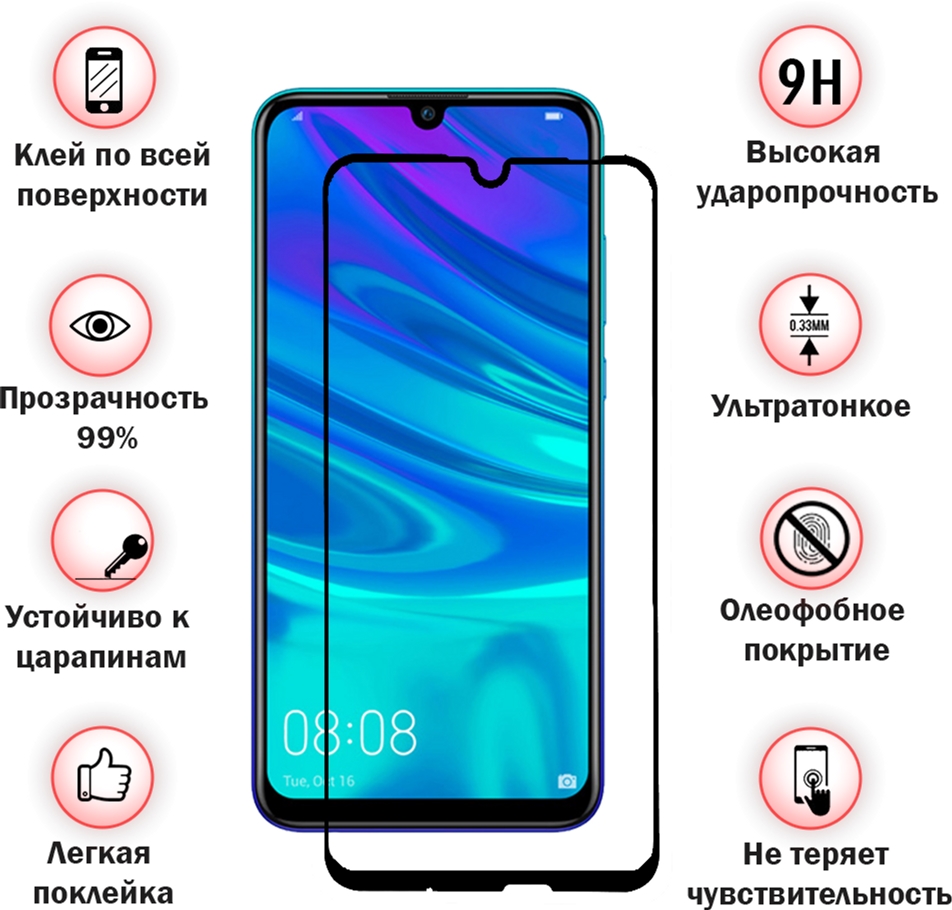 Клей по всей
поверхности
Прозрачность
99%
Устойчиво к
царапинам
Легкая
поклейка
08:08
Tue, Oct 16
9H
Высокая
ударопрочность
0.33мм
Ультратонкое
Олеофобное
покрытие
Не теряет
чувствительность